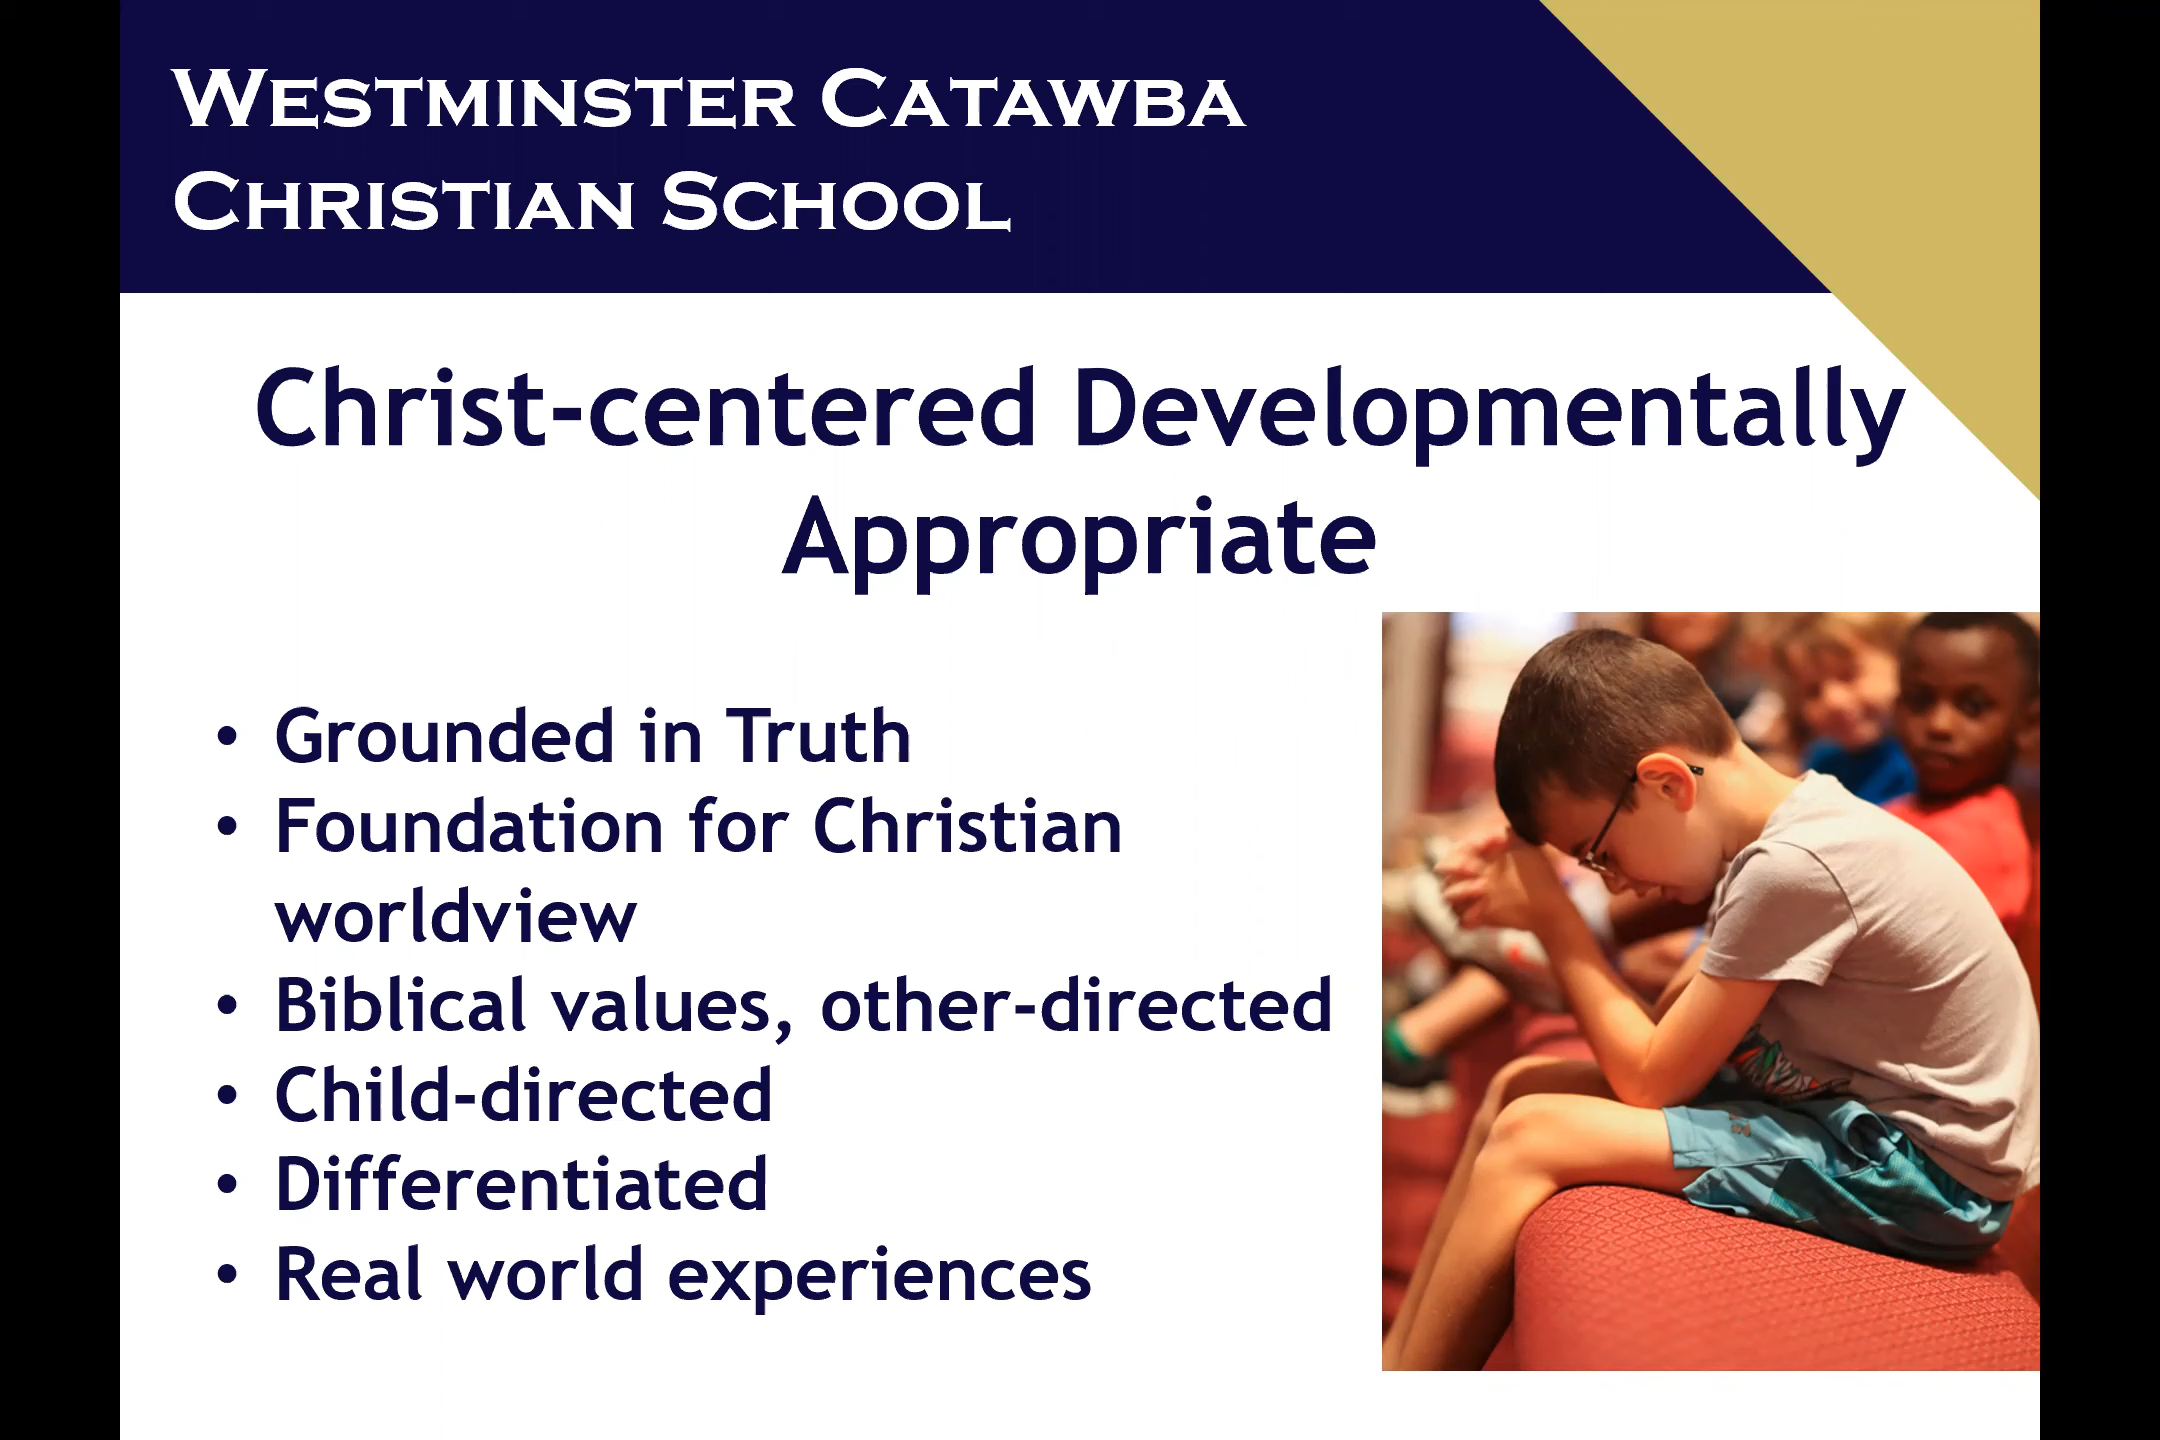 Westminster Catawba
Christian School
Christ-centered Developmentally
Appropriate
• Grounded in Truth
• Foundation for Christian
worldview
• Biblical values, other-directed
• Child-directed
• Differentiated
• Real world experiences